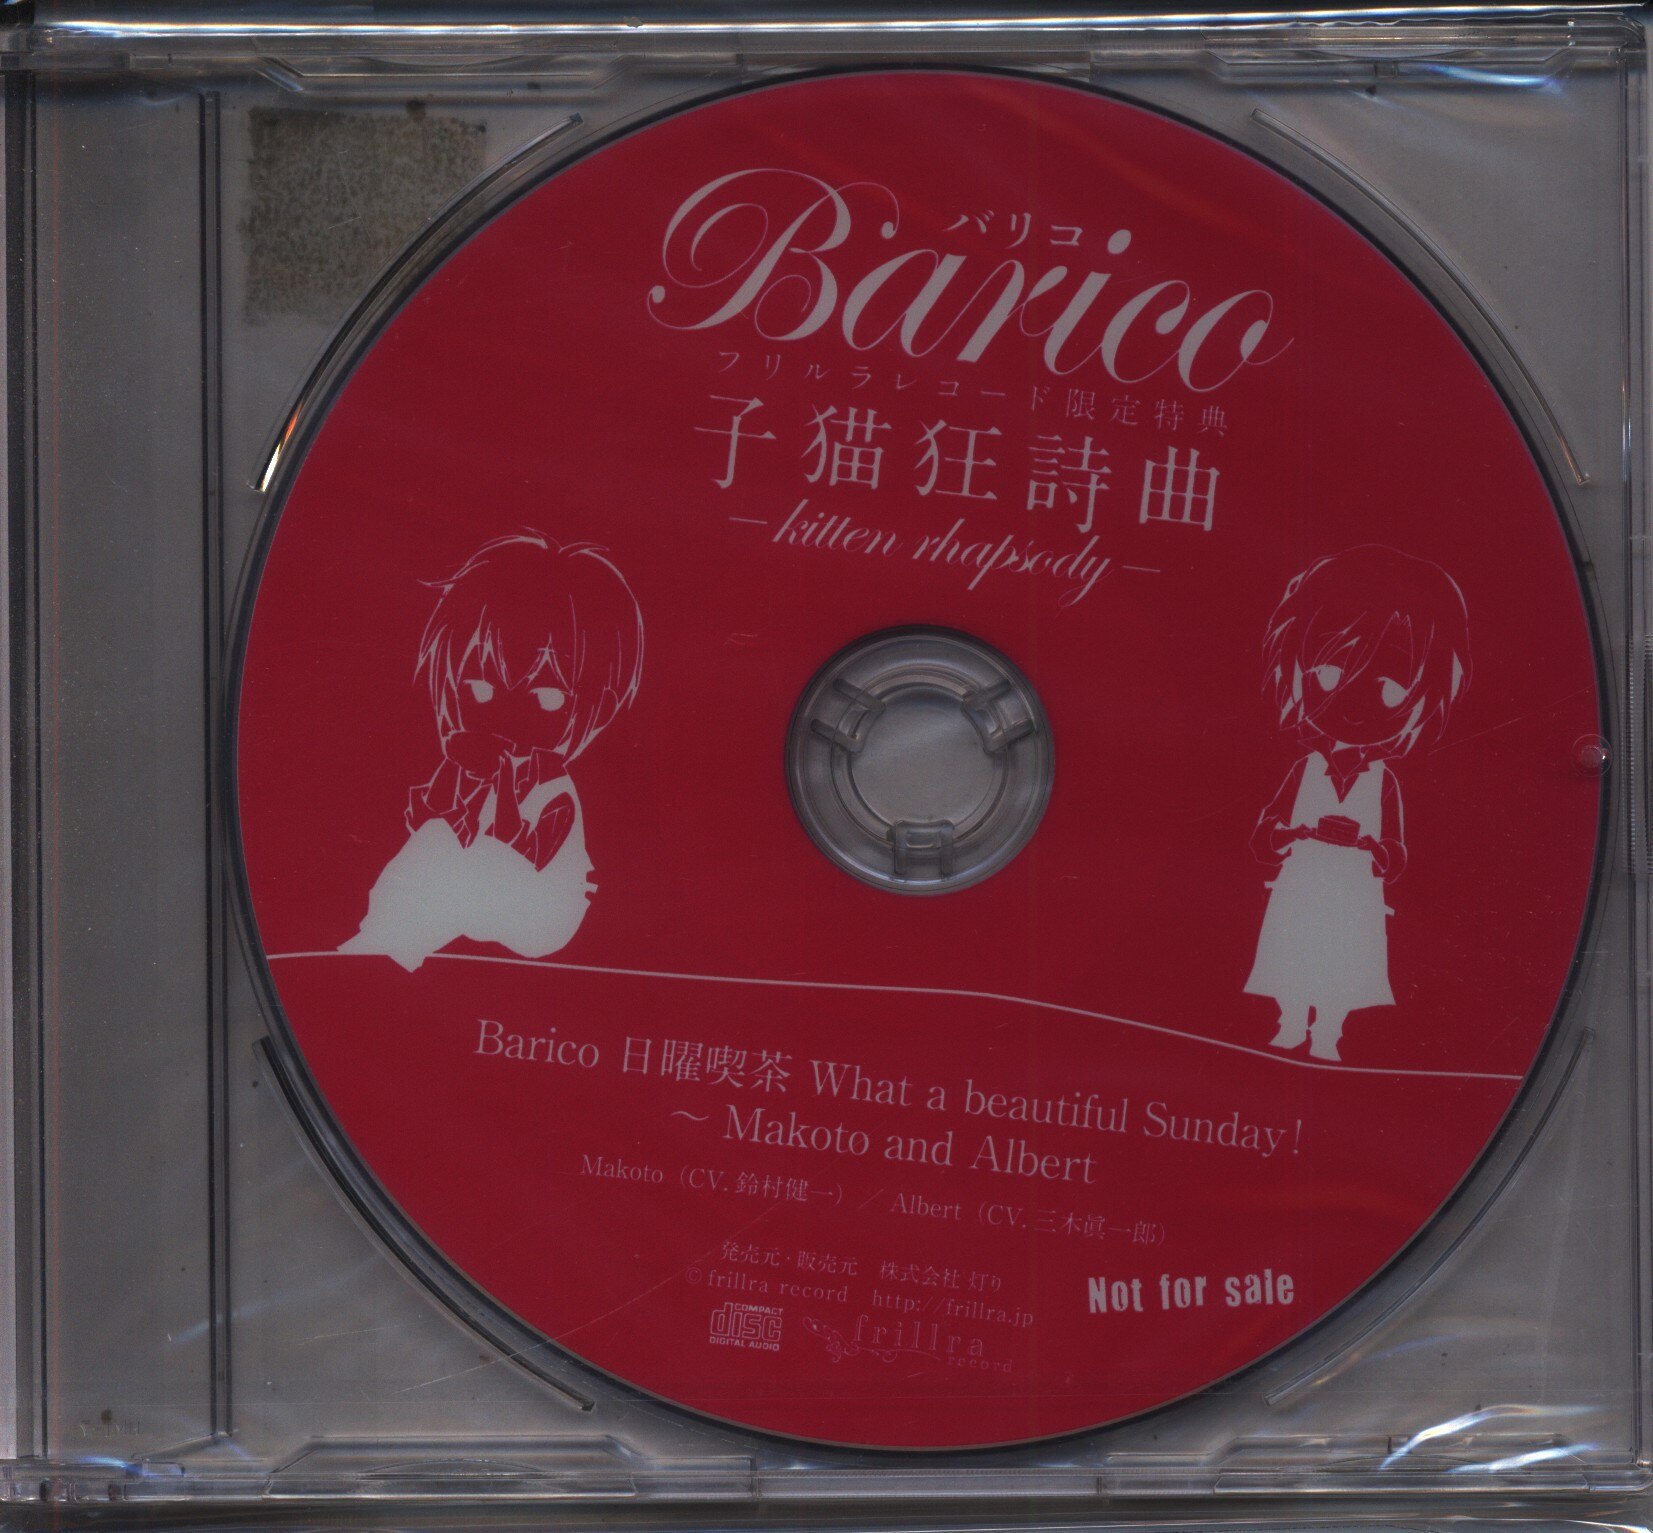 バリコ
Barico
フリルラレコード限定特典
子猫狂詩曲
－kitten rhapsody－
Barico 日曜喫茶 What a beautiful Sunday!
～ Makoto and Albert
Makoto（CV. 鈴村健一）／ Albert（CV. 三木眞一郎）
発売元・販売元　株式会社 灯り
© frillra record　http://frillra.jp
Not for sale
COMPACT
disc
DIGITAL AUDIO
frillra
record